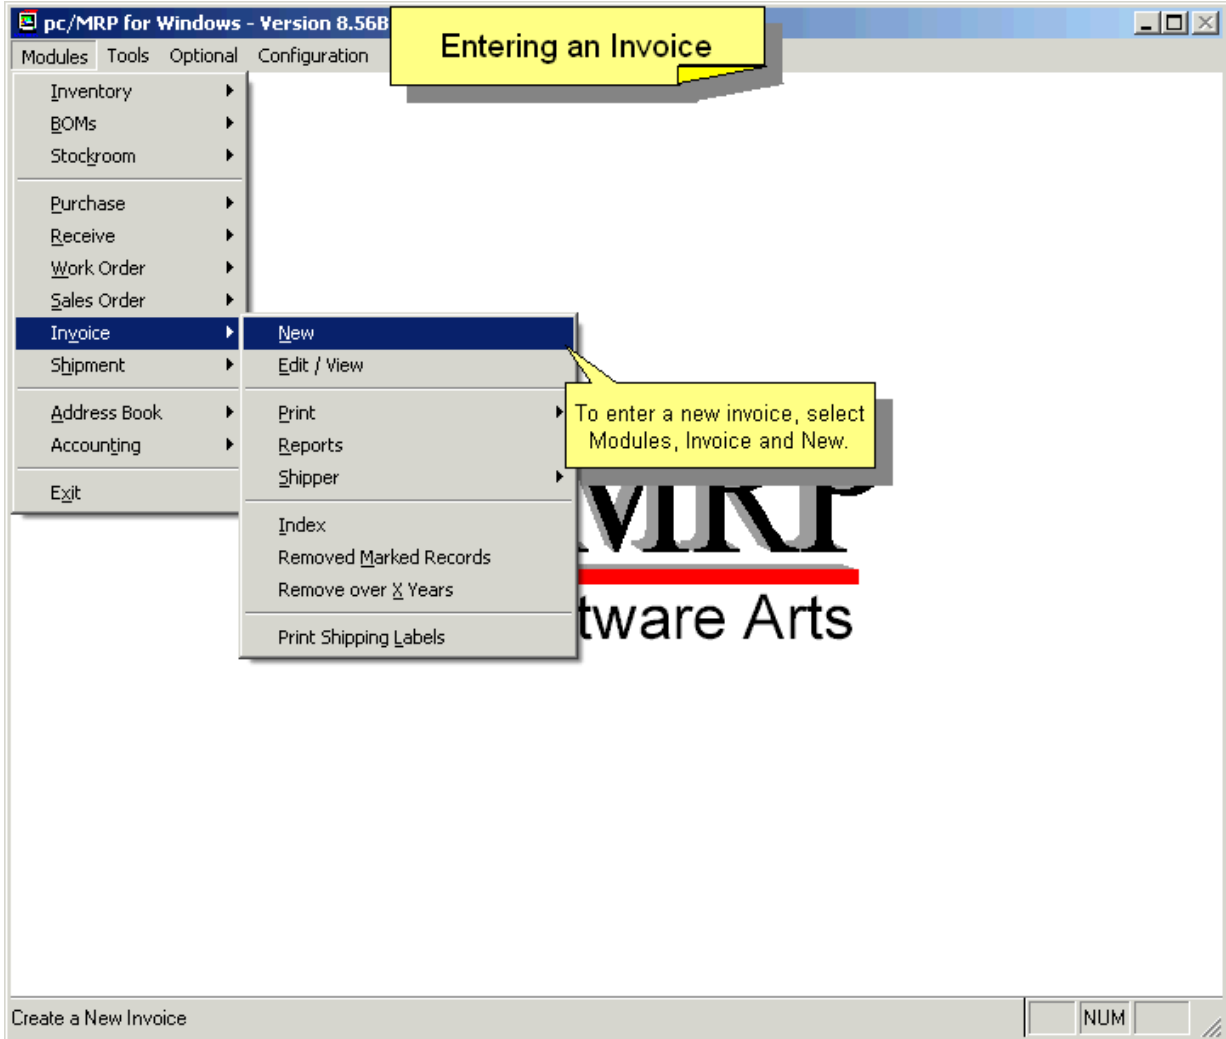 pc/MRP for Windows - Version 8.56B
Entering an Invoice
Modules Tools Optional Configuration
Inventory
BOMs
Stockroom
Purchase
Receive
Work Order
Sales Order
Invoice
Shipment
Address Book
Accounting
Exit
New
Edit / View
Print
Reports
Shipper
Index
Removed Marked Records
Remove over X Years
Print Shipping Labels
To enter a new invoice, select
Modules, Invoice and New.
MRP
tware Arts
Create a New Invoice
NUM